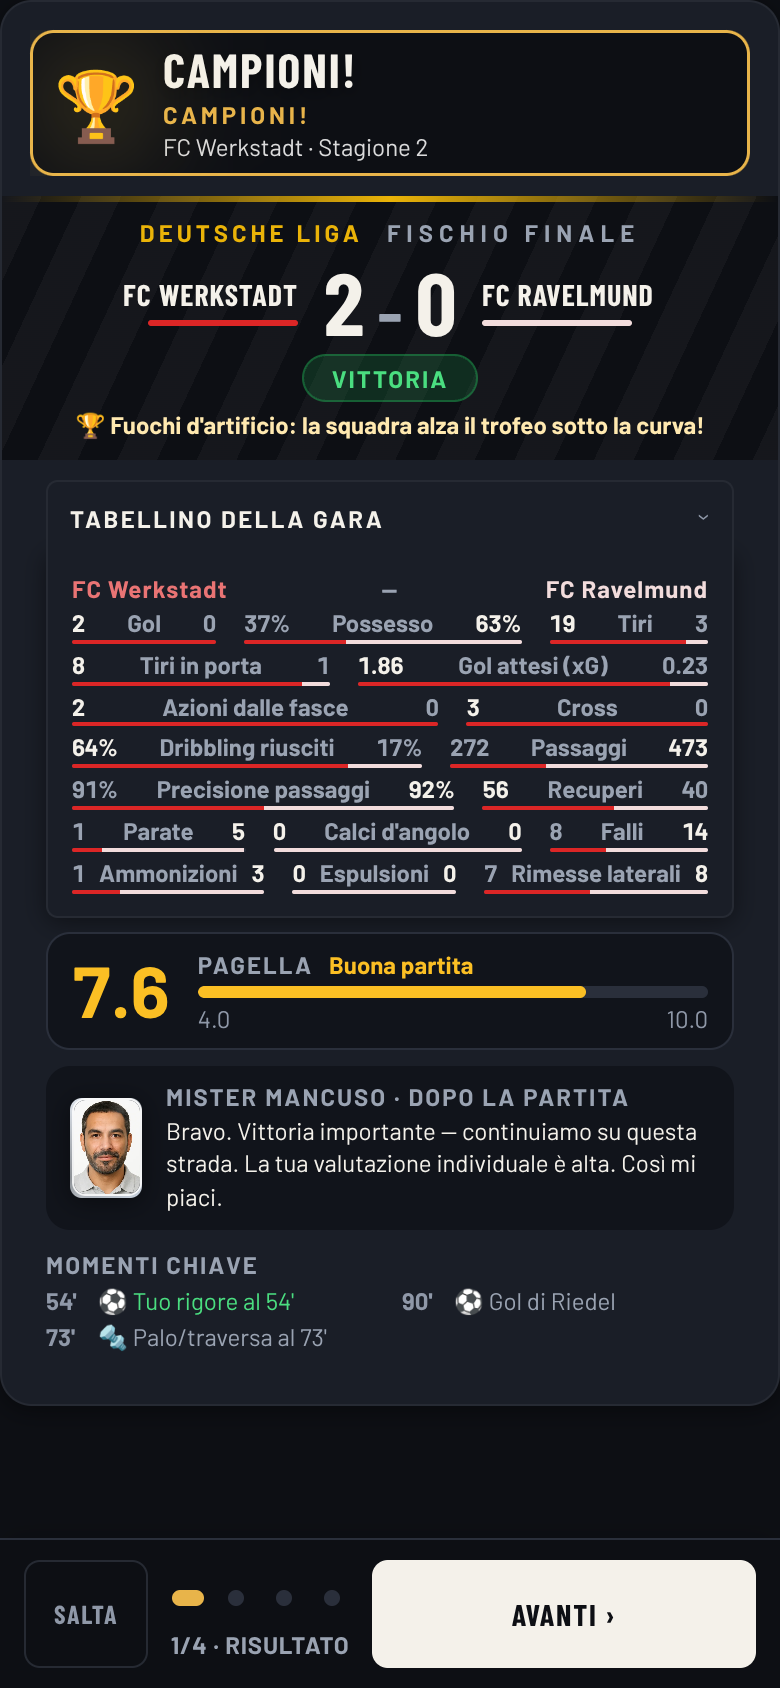 CAMPIONI!
CAMPIONI!
FC Werkstadt · Stagione 2
DEUTSCHE LIGA FISCHIO FINALE
FC WERKSTADT 2 - 0 FC RAVELMUND
VITTORIA
🏆 Fuochi d'artificio: la squadra alza il trofeo sotto la curva!
TABELLINO DELLA GARA
FC Werkstadt – FC Ravelmund
2 Gol 0 37% Possesso 63% 19 Tiri 3
8 Tiri in porta 1 1.86 Gol attesi (xG) 0.23
2 Azioni dalle fasce 0 3 Cross 0
64% Dribbling riusciti 17% 272 Passaggi 473
91% Precisione passaggi 92% 56 Recuperi 40
1 Parate 5 0 Calci d'angolo 0 8 Falli 14
1 Ammonizioni 3 0 Espulsioni 0 7 Rimesse laterali 8
7.6 PAGELLA Buona partita
4.0 10.0
MISTER MANCUSO · DOPO LA PARTITA
Bravo. Vittoria importante — continuiamo su questa
strada. La tua valutazione individuale è alta. Così mi
piaci.
MOMENTI CHIAVE
54' ⚽ Tuo rigore al 54' 90' ⚽ Gol di Riedel
73' 🔩 Palo/traversa al 73'
SALTA
1/4 · RISULTATO
AVANTI ›